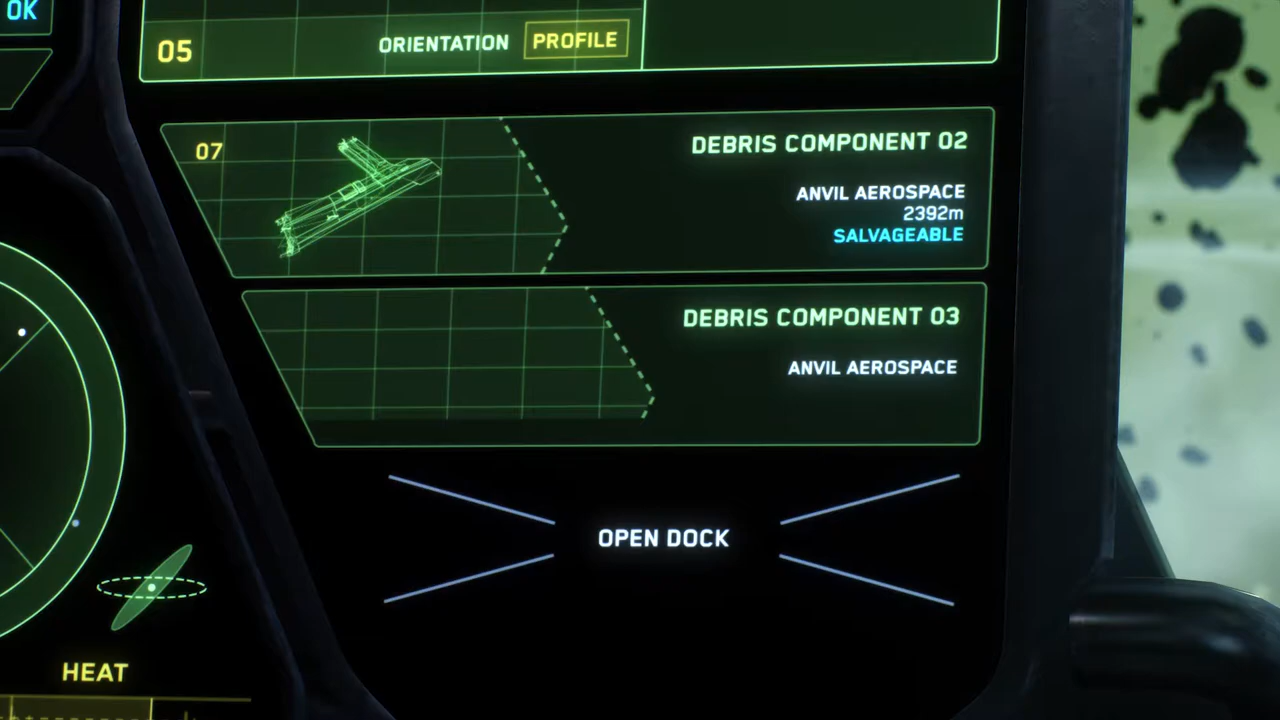 OK
05
ORIENTATION PROFILE
07
DEBRIS COMPONENT 02
ANVIL AEROSPACE
2392m
SALVAGEABLE
DEBRIS COMPONENT 03
ANVIL AEROSPACE
OPEN DOCK
HEAT